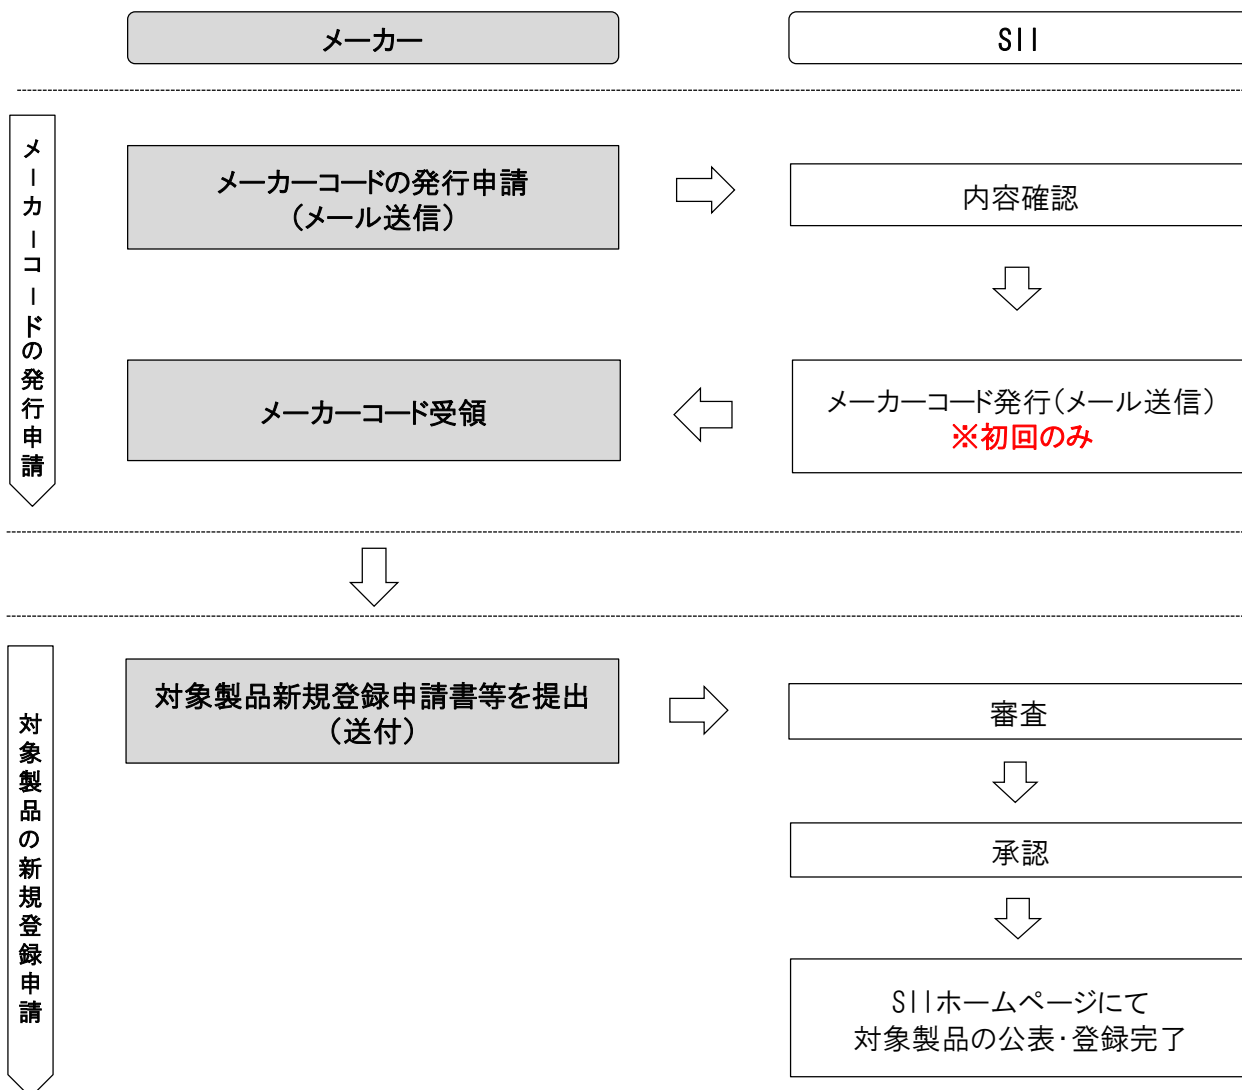 メーカー
SII
メーカーコードの発行申請
メーカーコードの発行申請
(メール送信)
内容確認
メーカーコード受領
メーカーコード発行(メール送信)
※初回のみ
対象製品の新規登録申請
対象製品新規登録申請書等を提出
(送付)
審査
承認
SIIホームページにて
対象製品の公表・登録完了